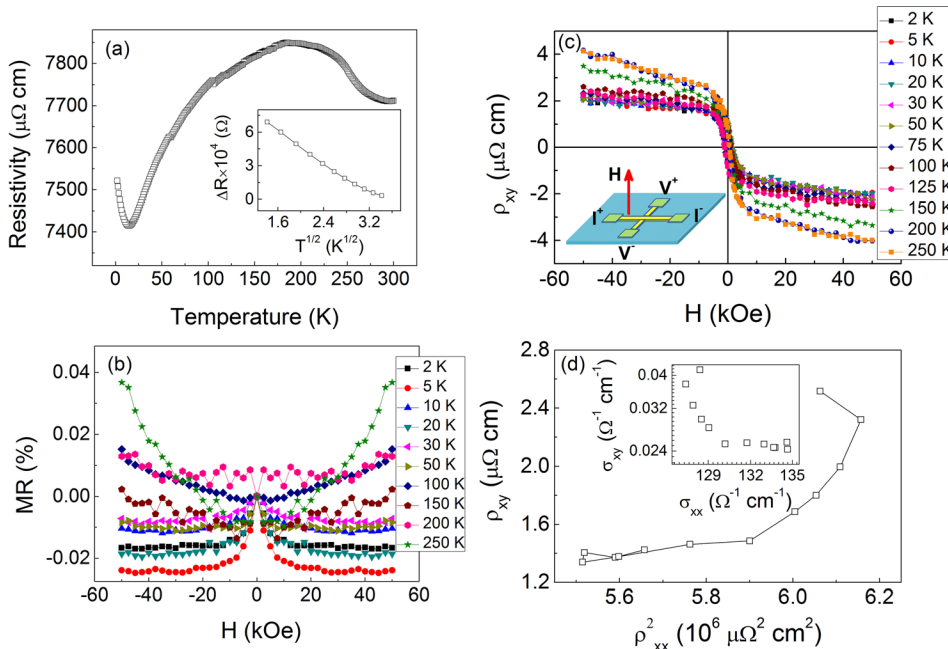 (a)
7800
7700
7600
7500
7400
Resistivity (μΩ cm)
0 50 100 150 200 250 300
Temperature (K)
6
4
2
0
ΔR×10⁴ (Ω)
1.6 2.4 3.2
T^1/2 (K^1/2)
(c)
4
2
0
-2
-4
ρxy (μΩ cm)
-60 -40 -20 0 20 40 60
H (kOe)
H
V⁺
I⁺
I⁻
V⁻
2 K
5 K
10 K
20 K
30 K
50 K
75 K
100 K
125 K
150 K
200 K
250 K
(b)
0.04
0.02
0.00
-0.02
MR (%)
-60 -40 -20 0 20 40 60
H (kOe)
2 K
5 K
10 K
20 K
30 K
50 K
100 K
150 K
200 K
250 K
(d)
2.8
2.4
2.0
1.6
1.2
ρxy (μΩ cm)
5.6 5.8 6.0 6.2
ρ²xx (10⁶ μΩ² cm²)
0.04
0.032
0.024
σxy (Ω⁻¹ cm⁻¹)
129 132 135
σxx (Ω⁻¹ cm⁻¹)